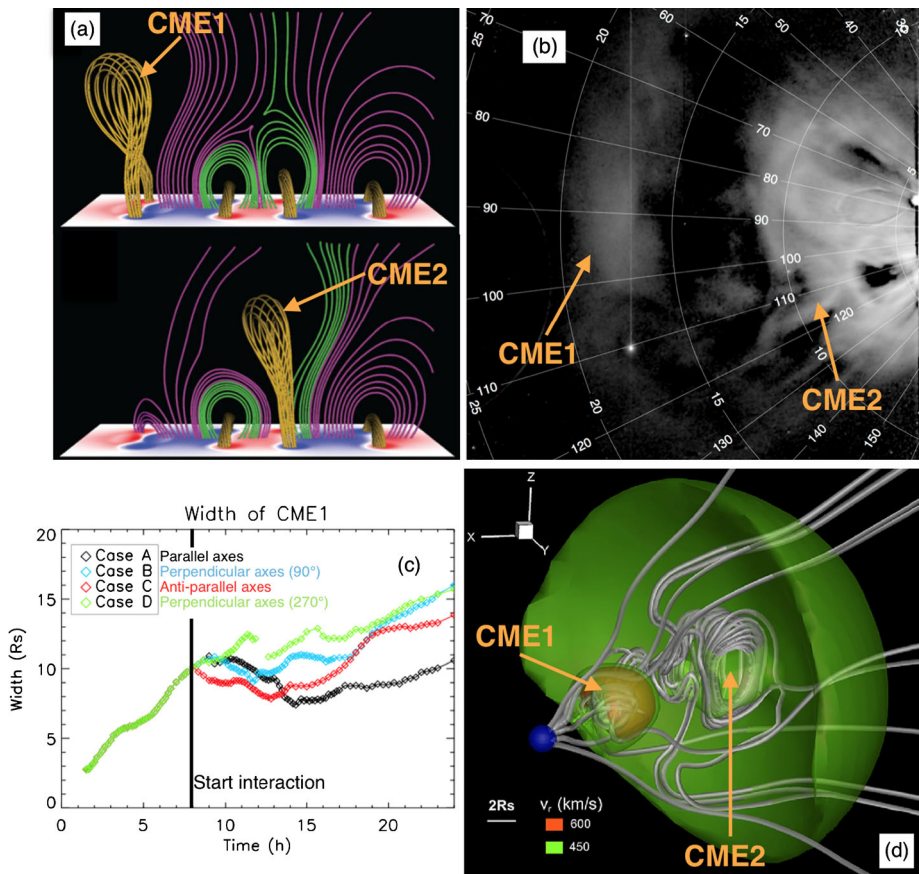 (a)
CME1
CME2
(b)
70
60
50
40
30
25
20
15
80
70
80
5
90
90
100
100
110
120
110
10
120
130
140
150
20
25
15
CME1
CME2
Width of CME1
(c)
Case A Parallel axes
Case B Perpendicular axes (90°)
Case C Anti-parallel axes
Case D Perpendicular axes (270°)
Start interaction
Width (Rs)
20
15
10
5
0
0
5
10
15
20
Time (h)
Z
X
Y
CME1
CME2
2Rs
vr (km/s)
600
450
(d)